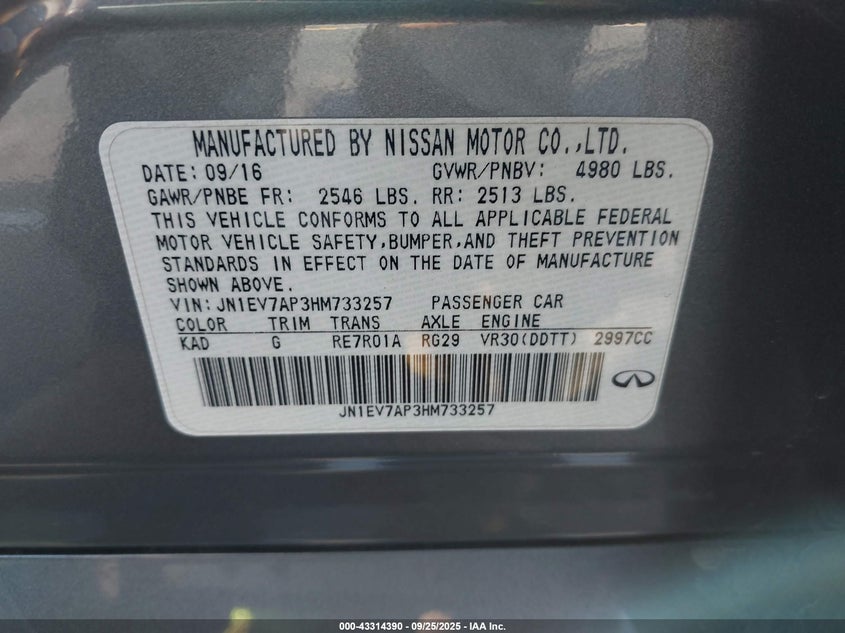 MANUFACTURED BY NISSAN MOTOR CO.,LTD.
DATE: 09/16 GVWR/PNBV: 4980 LBS.
GAWR/PNBE FR: 2546 LBS. RR: 2513 LBS.
THIS VEHICLE CONFORMS TO ALL APPLICABLE FEDERAL
MOTOR VEHICLE SAFETY,BUMPER,AND THEFT PREVENTION
STANDARDS IN EFFECT ON THE DATE OF MANUFACTURE
SHOWN ABOVE.
VIN: JN1EV7AP3HM733257 PASSENGER CAR
COLOR TRIM TRANS AXLE ENGINE
KAD G RE7R01A RG29 VR30(DDTT) 2997CC
JN1EV7AP3HM733257
000-43314390 - 09/25/2025 - IAA Inc.